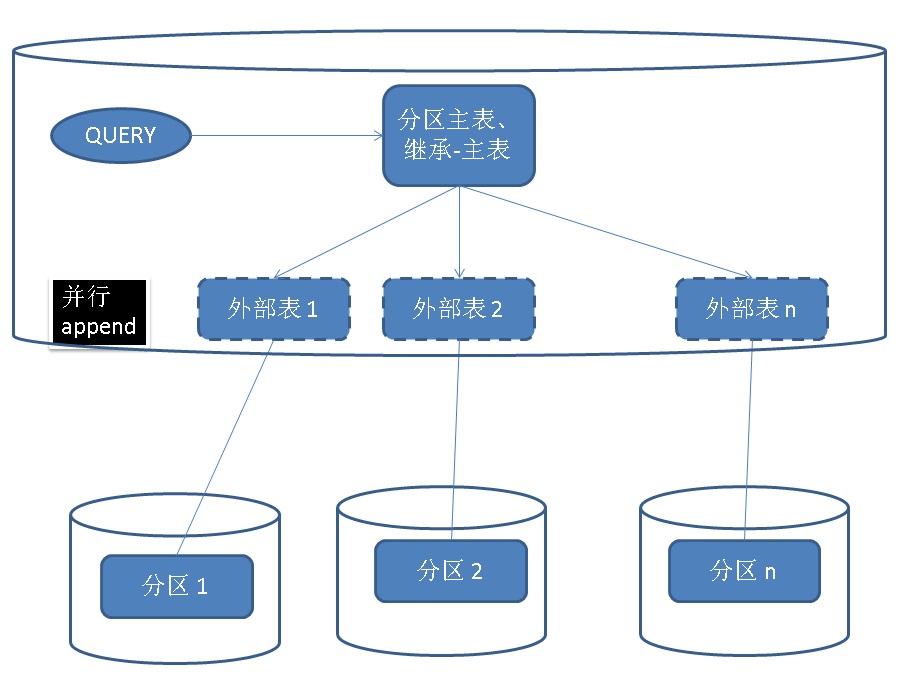 QUERY
分区主表、
继承-主表
并行
append
外部表 1
外部表 2
外部表 n
分区 1
分区 2
分区 n